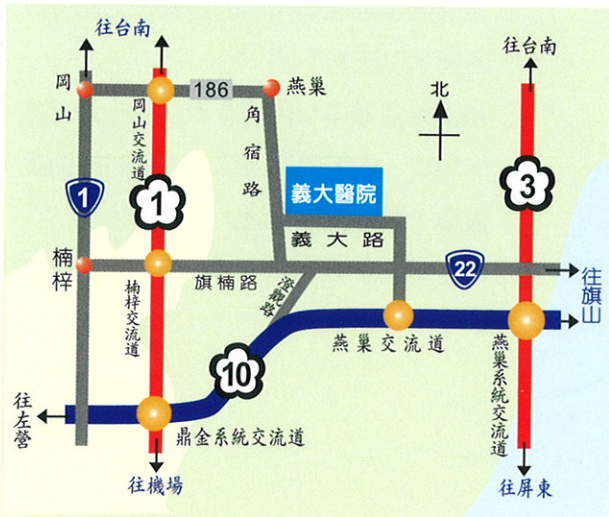 往台南
往台南
岡山
岡山交流道
186
燕巢
北
角宿路
義大醫院
1
1
3
義大路
22
楠梓
旗楠路
往旗山
楠梓交流道
澄觀路
燕巢交流道
燕巢系統交流道
10
往左營
鼎金系統交流道
往機場
往屏東